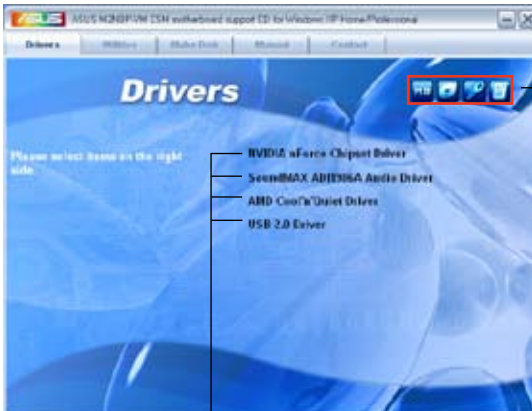 ASUS M2N8P-VM CSM motherboard support CD for Windows XP Home/Professional
Drivers
Utilities
Make Disk
Manual
Contact
Drivers
Please select items on the right side.
NVIDIA nForce Chipset Driver
SoundMAX ADI1986A Audio Driver
AMD Cool'n'Quiet Driver
USB 2.0 Driver